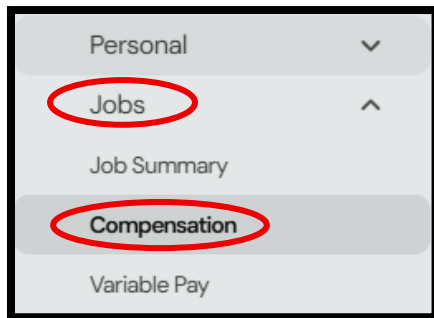 Personal
Jobs
Job Summary
Compensation
Variable Pay